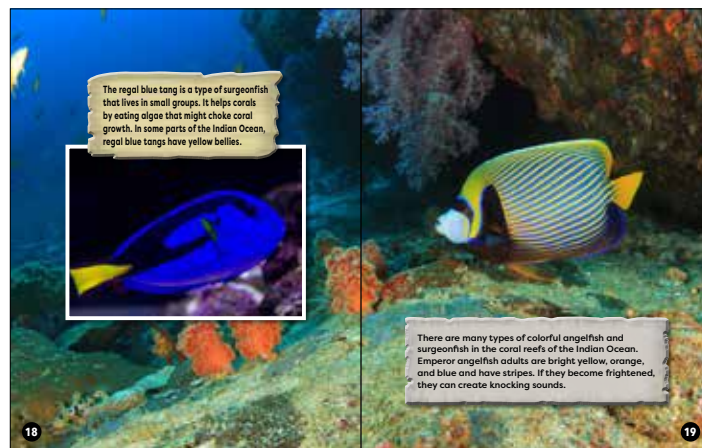 The regal blue tang is a type of surgeonfish
that lives in small groups. It helps corals
by eating algae that might choke coral
growth. In some parts of the Indian Ocean,
regal blue tangs have yellow bellies.
18
There are many types of colorful angelfish and
surgeonfish in the coral reefs of the Indian Ocean.
Emperor angelfish adults are bright yellow, orange,
and blue and have stripes. If they become frightened,
they can create knocking sounds.
19